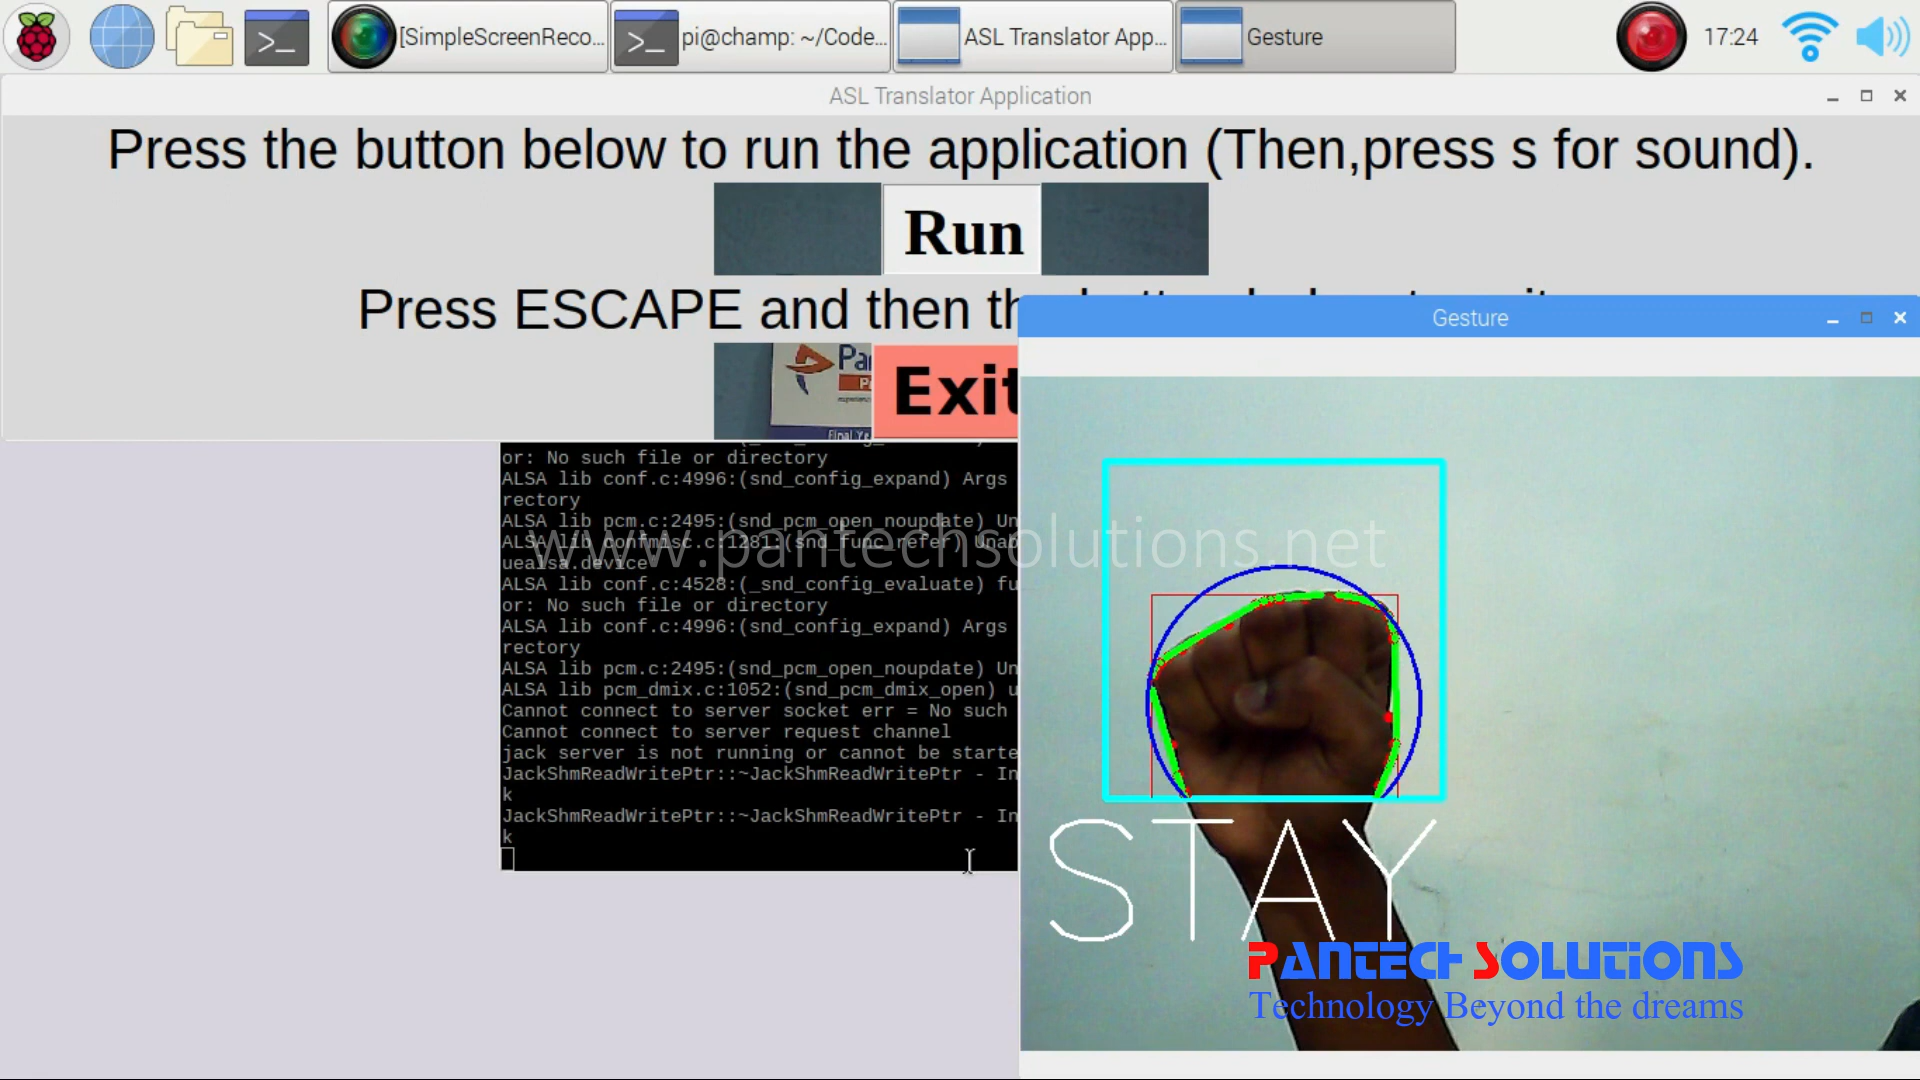 [SimpleScreenReco...
pi@champ: ~/Code...
ASL Translator App...
Gesture
17:24
ASL Translator Application
Press the button below to run the application (Then,press s for sound).
Run
Press ESCAPE and then
Exit
Gesture
or: No such file or directory
ALSA lib conf.c:4996:(snd_config_expand) Args
rectory
ALSA lib pcm.c:2495:(snd_pcm_open_noupdate) Un
ALSA lib confmisc.c:1281:(snd_func_refer) Unab
uealsa.device
ALSA lib conf.c:4528:(_snd_config_evaluate) fu
or: No such file or directory
ALSA lib conf.c:4996:(snd_config_expand) Args
rectory
ALSA lib pcm.c:2495:(snd_pcm_open_noupdate) Un
ALSA lib pcm_dmix.c:1052:(snd_pcm_dmix_open) u
Cannot connect to server socket err = No such
Cannot connect to server request channel
jack server is not running or cannot be starte
JackShmReadWritePtr::~JackShmReadWritePtr - In
k
JackShmReadWritePtr::~JackShmReadWritePtr - In
k
www.pantechsolutions.net
STAY
PANTECH SOLUTIONS
Technology Beyond the dreams